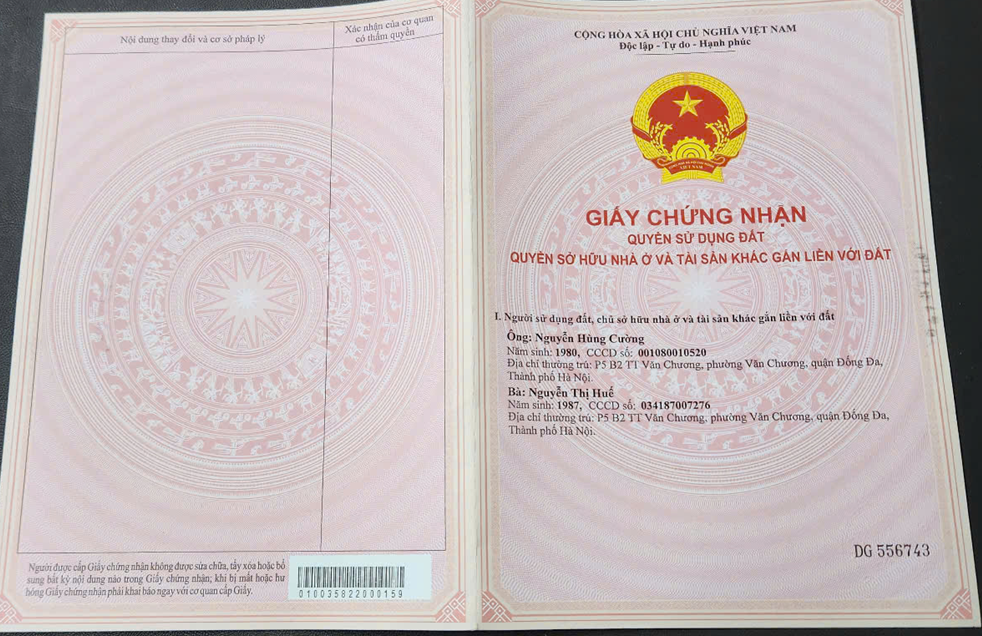 Nội dung thay đổi và cơ sở pháp lý
Xác nhận của cơ quan
có thẩm quyền
Người được cấp Giấy chứng nhận không được sửa chữa, tẩy xóa hoặc bổ
sung bất kỳ nội dung nào trong Giấy chứng nhận; khi bị mất hoặc hư
hỏng Giấy chứng nhận phải khai báo ngay với cơ quan cấp Giấy.
010035822000159
CỘNG HÒA XÃ HỘI CHỦ NGHĨA VIỆT NAM
Độc lập - Tự do - Hạnh phúc
VIỆT NAM
GIẤY CHỨNG NHẬN
QUYỀN SỬ DỤNG ĐẤT
QUYỀN SỞ HỮU NHÀ Ở VÀ TÀI SẢN KHÁC GẮN LIỀN VỚI ĐẤT
I. Người sử dụng đất, chủ sở hữu nhà ở và tài sản khác gắn liền với đất
Ông: Nguyễn Hùng Cường
Năm sinh: 1980, CCCD số: 001080010520
Địa chỉ thường trú: P5 B2 TT Văn Chương, phường Văn Chương, quận Đống Đa,
Thành phố Hà Nội.
Bà: Nguyễn Thị Huế
Năm sinh: 1987, CCCD số: 034187007276
Địa chỉ thường trú: P5 B2 TT Văn Chương, phường Văn Chương, quận Đống Đa,
Thành phố Hà Nội.
DG 556743